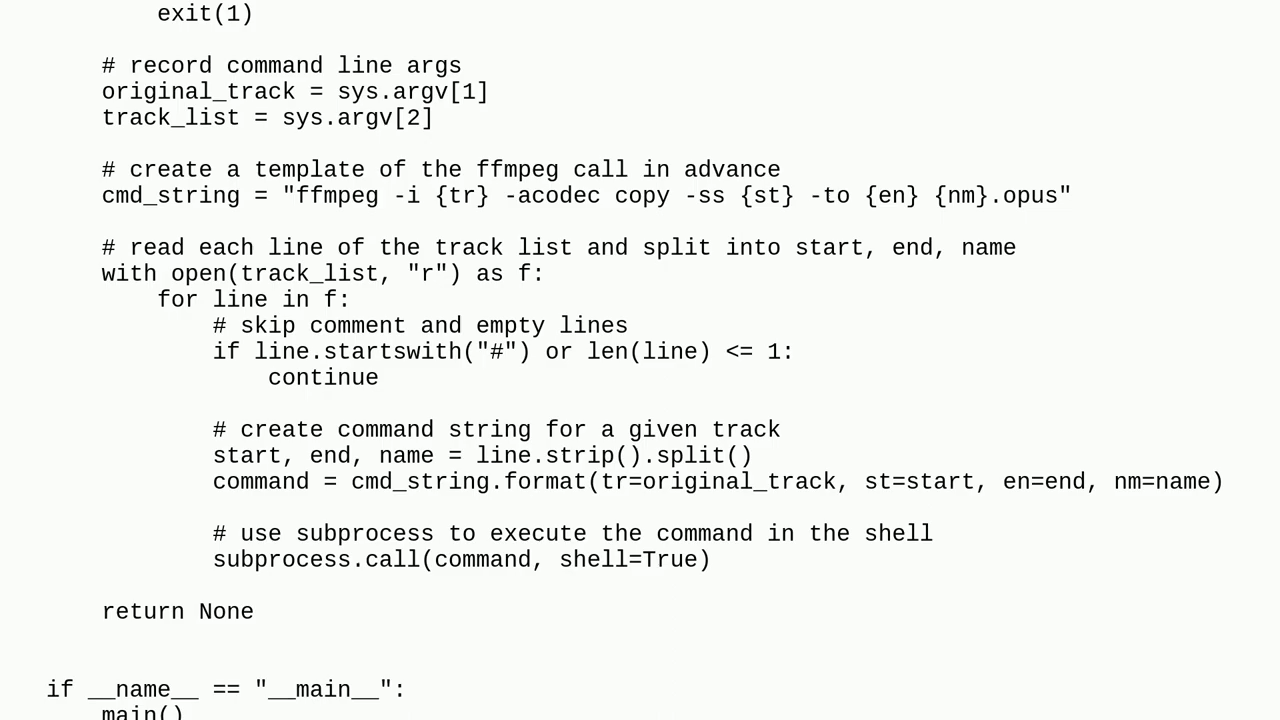 exit(1)
# record command line args
original_track = sys.argv[1]
track_list = sys.argv[2]
# create a template of the ffmpeg call in advance
cmd_string = "ffmpeg -i {tr} -acodec copy -ss {st} -to {en} {nm}.opus"
# read each line of the track list and split into start, end, name
with open(track_list, "r") as f:
for line in f:
# skip comment and empty lines
if line.startswith("#") or len(line) <= 1:
continue
# create command string for a given track
start, end, name = line.strip().split()
command = cmd_string.format(tr=original_track, st=start, en=end, nm=name)
# use subprocess to execute the command in the shell
subprocess.call(command, shell=True)
return None
if __name__ == "__main__":
main()